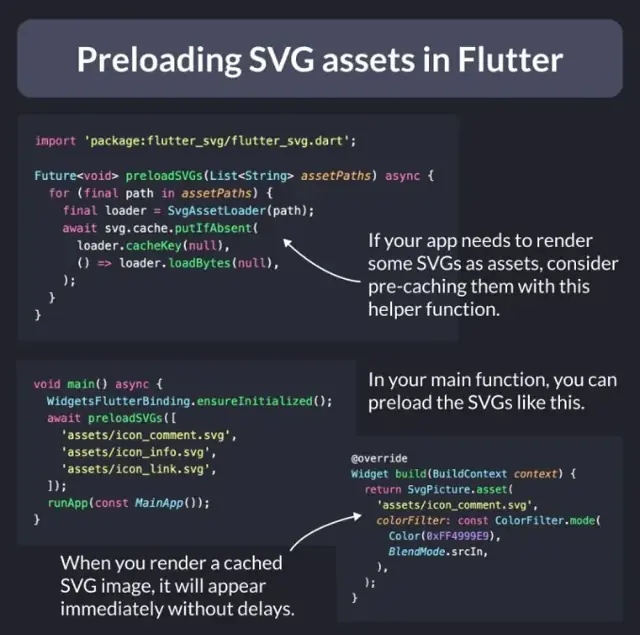 Preloading SVG assets in Flutter
import 'package:flutter_svg/flutter_svg.dart';
Future<void> preloadSVGs(List<String> assetPaths) async {
  for (final path in assetPaths) {
    final loader = SvgAssetLoader(path);
    await svg.cache.putIfAbsent(
      loader.cacheKey(null),
      () => loader.loadBytes(null),
    );
  }
}
If your app needs to render
some SVGs as assets, consider
pre-caching them with this
helper function.
void main() async {
  WidgetsFlutterBinding.ensureInitialized();
  await preloadSVGs([
    'assets/icon_comment.svg',
    'assets/icon_info.svg',
    'assets/icon_link.svg',
  ]);
  runApp(const MainApp());
}
In your main function, you can
preload the SVGs like this.
@override
Widget build(BuildContext context) {
  return SvgPicture.asset(
    'assets/icon_comment.svg',
    colorFilter: const ColorFilter.mode(
      Color(0xFF4999E9),
      BlendMode.srcIn,
    ),
  );
}
When you render a cached
SVG image, it will appear
immediately without delays.